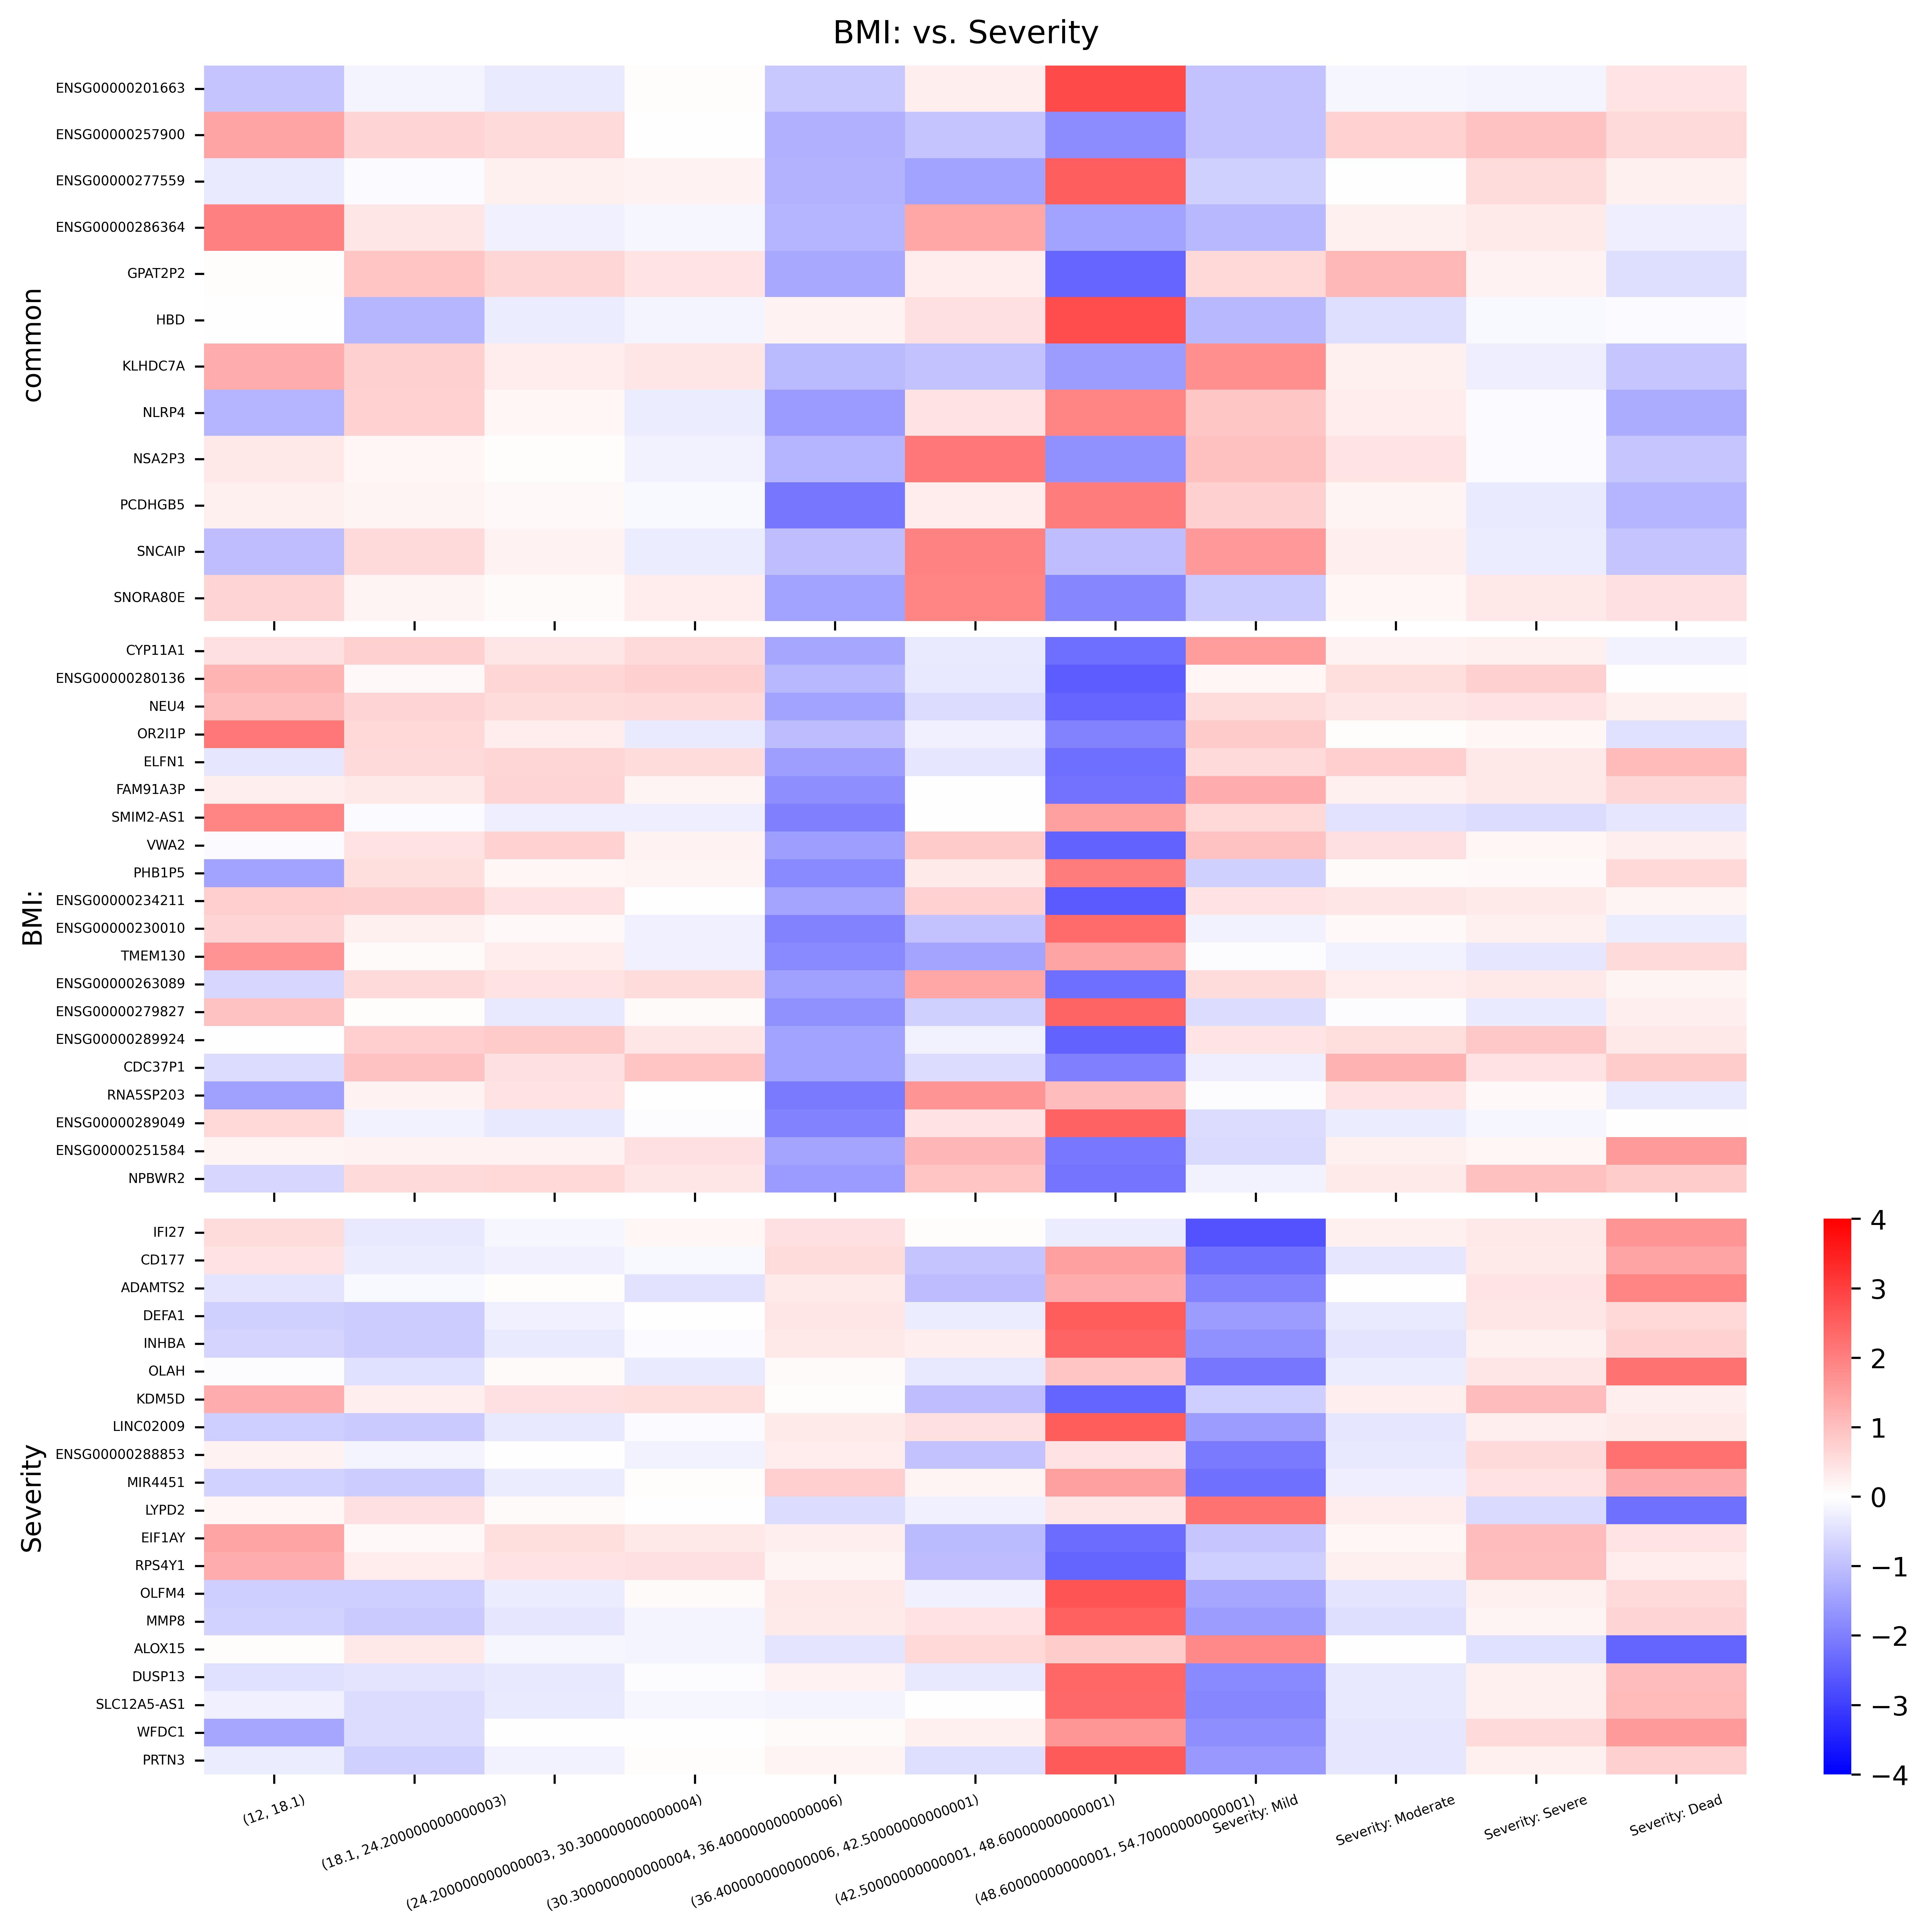 BMI: vs. Severity
common
ENSG00000201663
ENSG00000257900
ENSG00000277559
ENSG00000286364
GPAT2P2
HBD
KLHDC7A
NLRP4
NSA2P3
PCDHGB5
SNCAIP
SNORA80E
BMI:
CYP11A1
ENSG00000280136
NEU4
OR2I1P
ELFN1
FAM91A3P
SMIM2-AS1
VWA2
PHB1P5
ENSG00000234211
ENSG00000230010
TMEM130
ENSG00000263089
ENSG00000279827
ENSG00000289924
CDC37P1
RNA5SP203
ENSG00000289049
ENSG00000251584
NPBWR2
Severity
IFI27
CD177
ADAMTS2
DEFA1
INHBA
OLAH
KDM5D
LINC02009
ENSG00000288853
MIR4451
LYPD2
EIF1AY
RPS4Y1
OLFM4
MMP8
ALOX15
DUSP13
SLC12A5-AS1
WFDC1
PRTN3
(12, 18.1)
(18.1, 24.200000000000003)
(24.200000000000003, 30.300000000000004)
(30.300000000000004, 36.400000000000006)
(36.400000000000006, 42.50000000000001)
(42.50000000000001, 48.60000000000001)
(48.60000000000001, 54.70000000000001)
Severity: Mild
Severity: Moderate
Severity: Severe
Severity: Dead
4
3
2
1
0
−1
−2
−3
−4